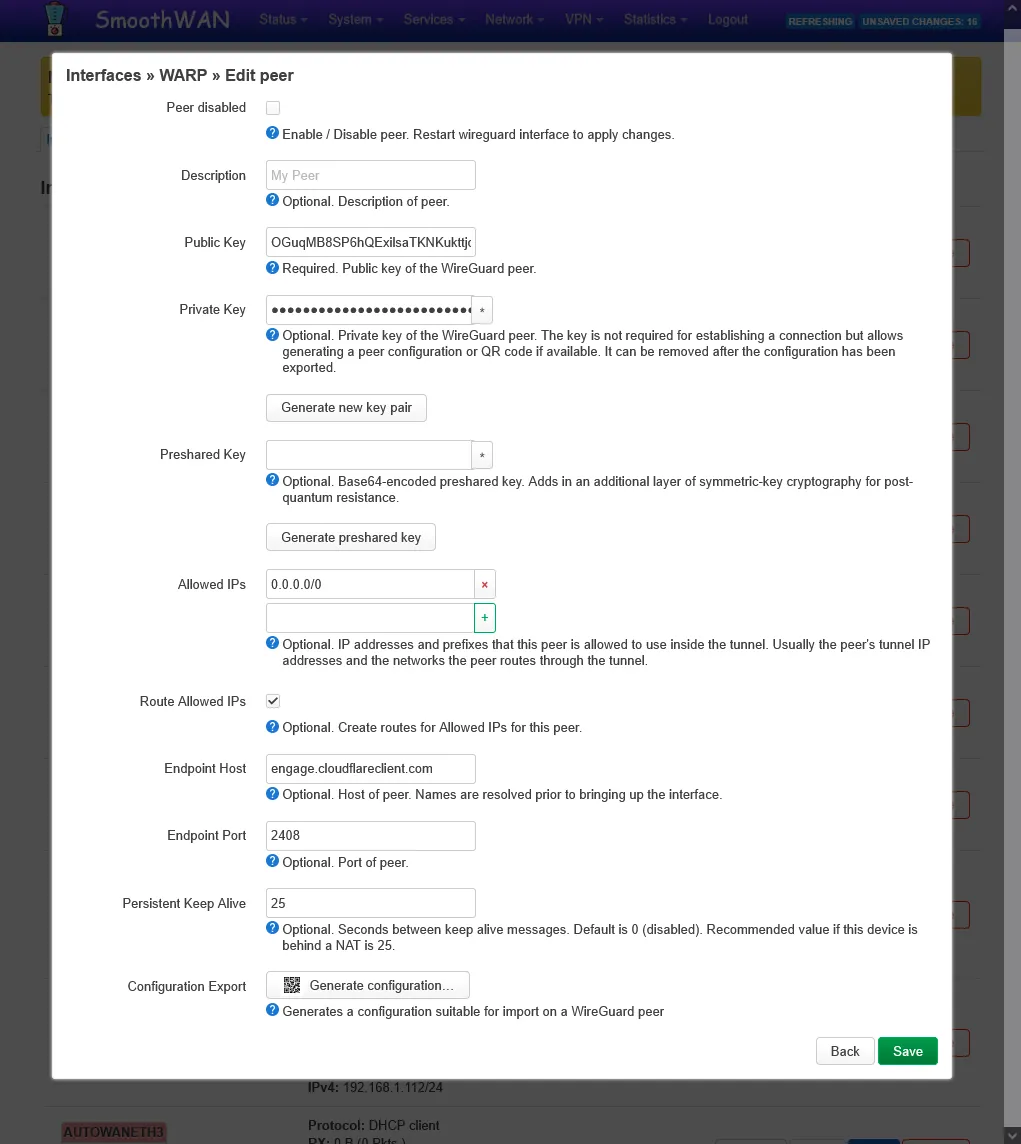 SmoothWAN
Status System Services Network VPN Statistics Logout
REFRESHING UNSAVED CHANGES: 16
Interfaces » WARP » Edit peer
Peer disabled
Enable / Disable peer. Restart wireguard interface to apply changes.
Description
My Peer
Optional. Description of peer.
Public Key
OGuqMB8SP6hQExilsaTKNKukttjc
Required. Public key of the WireGuard peer.
Private Key
*
Optional. Private key of the WireGuard peer. The key is not required for establishing a connection but allows
generating a peer configuration or QR code if available. It can be removed after the configuration has been
exported.
Generate new key pair
Preshared Key
*
Optional. Base64-encoded preshared key. Adds in an additional layer of symmetric-key cryptography for post-
quantum resistance.
Generate preshared key
Allowed IPs
0.0.0.0/0
×
+
Optional. IP addresses and prefixes that this peer is allowed to use inside the tunnel. Usually the peer's tunnel IP
addresses and the networks the peer routes through the tunnel.
Route Allowed IPs
Optional. Create routes for Allowed IPs for this peer.
Endpoint Host
engage.cloudflareclient.com
Optional. Host of peer. Names are resolved prior to bringing up the interface.
Endpoint Port
2408
Optional. Port of peer.
Persistent Keep Alive
25
Optional. Seconds between keep alive messages. Default is 0 (disabled). Recommended value if this device is
behind a NAT is 25.
Configuration Export
Generate configuration...
Generates a configuration suitable for import on a WireGuard peer
Back
Save
IPv4: 192.168.1.112/24
AUTOWANETH3
Protocol: DHCP client
RX: 0 B (0 Pkts.)